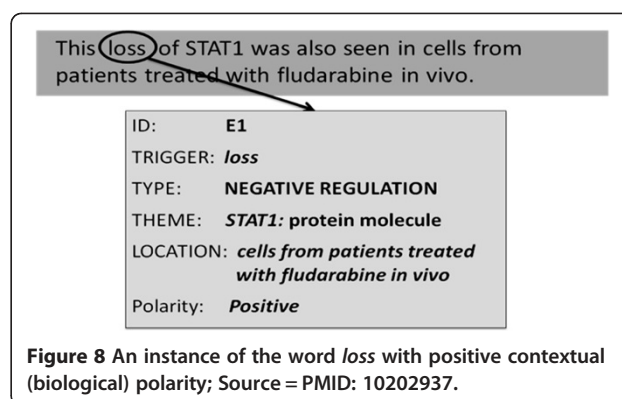 This loss of STAT1 was also seen in cells from
patients treated with fludarabine in vivo.
ID: E1
TRIGGER: loss
TYPE: NEGATIVE REGULATION
THEME: STAT1: protein molecule
LOCATION: cells from patients treated
with fludarabine in vivo
Polarity: Positive
Figure 8 An instance of the word loss with positive contextual
(biological) polarity; Source = PMID: 10202937.